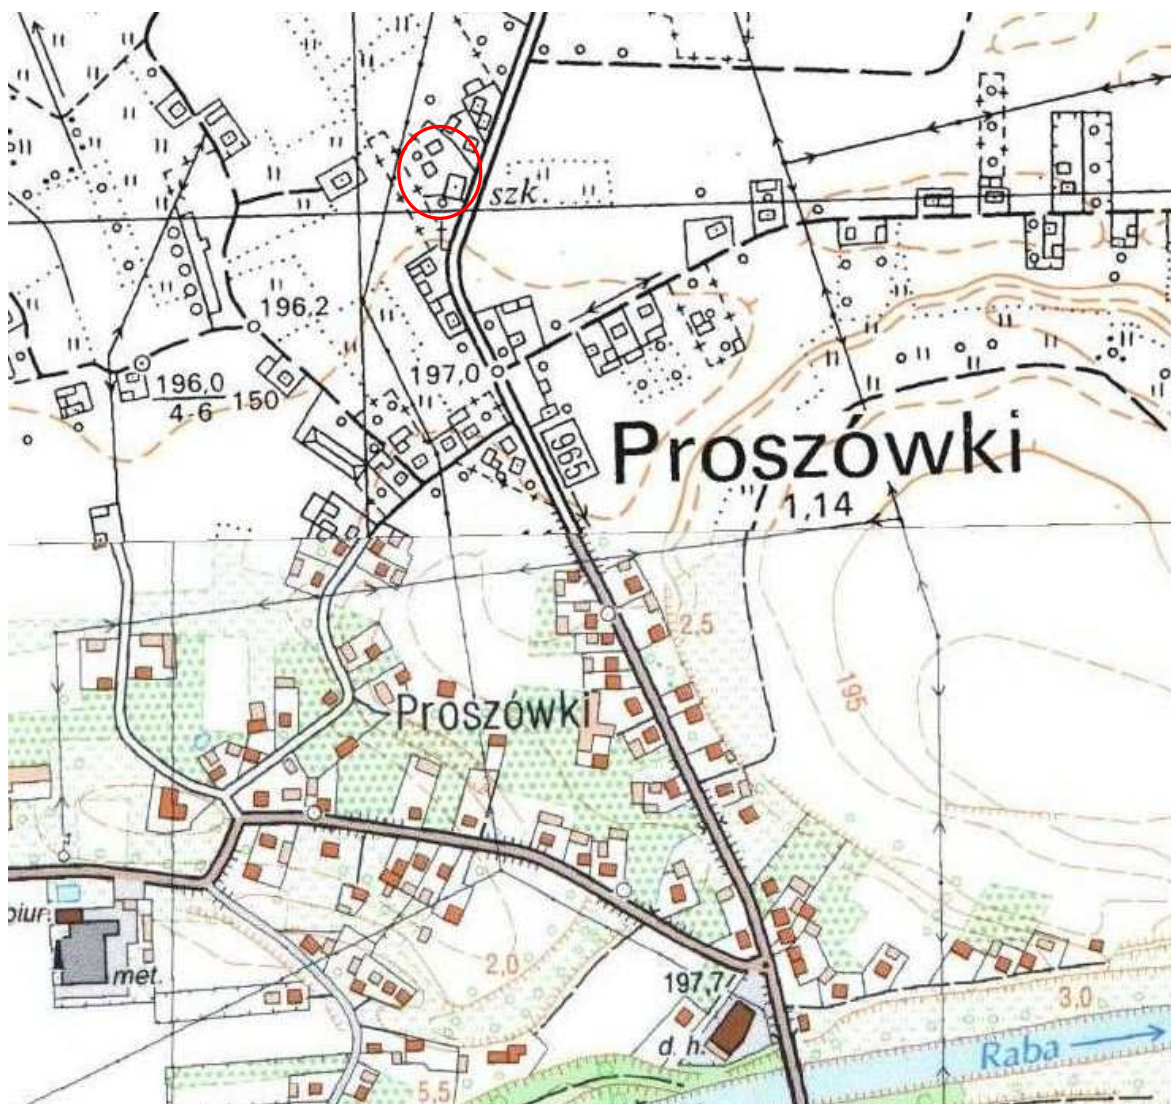 szk.
196,2
197,0
196,0
4-6
150
965
Proszówki
1,14
2,5
195
Proszówki
biur.
met.
2,0
197,7
3.0
d. h.
Raba
5,5